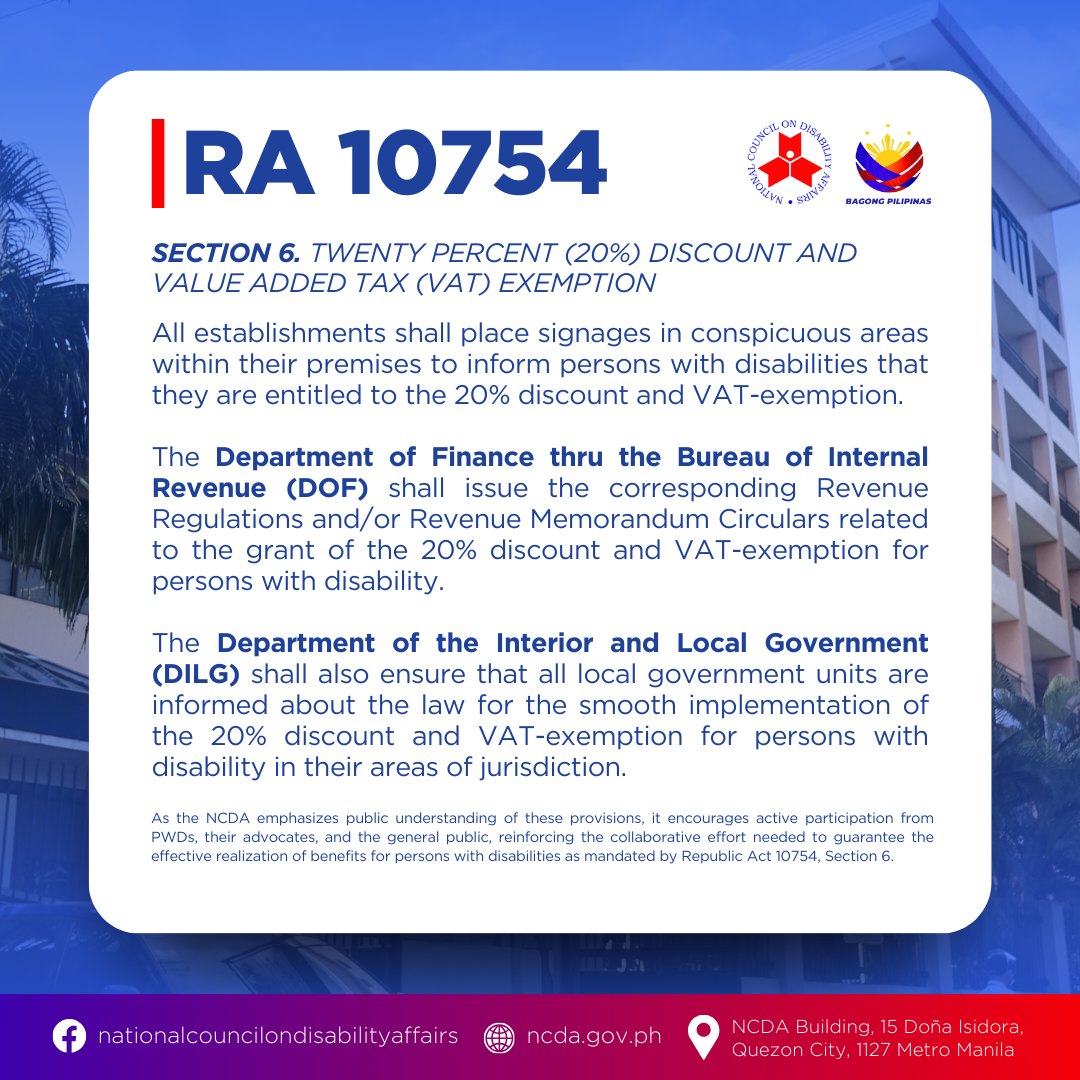 RA 10754
NATIONAL COUNCIL ON DISABILITY AFFAIRS
BAGONG PILIPINAS
SECTION 6. TWENTY PERCENT (20%) DISCOUNT AND
VALUE ADDED TAX (VAT) EXEMPTION
All establishments shall place signages in conspicuous areas
within their premises to inform persons with disabilities that
they are entitled to the 20% discount and VAT-exemption.
The Department of Finance thru the Bureau of Internal
Revenue (DOF) shall issue the corresponding Revenue
Regulations and/or Revenue Memorandum Circulars related
to the grant of the 20% discount and VAT-exemption for
persons with disability.
The Department of the Interior and Local Government
(DILG) shall also ensure that all local government units are
informed about the law for the smooth implementation of
the 20% discount and VAT-exemption for persons with
disability in their areas of jurisdiction.
As the NCDA emphasizes public understanding of these provisions, it encourages active participation from
PWDs, their advocates, and the general public, reinforcing the collaborative effort needed to guarantee the
effective realization of benefits for persons with disabilities as mandated by Republic Act 10754, Section 6.
nationalcouncilondisabilityaffairs
ncda.gov.ph
NCDA Building, 15 Doña Isidora,
Quezon City, 1127 Metro Manila